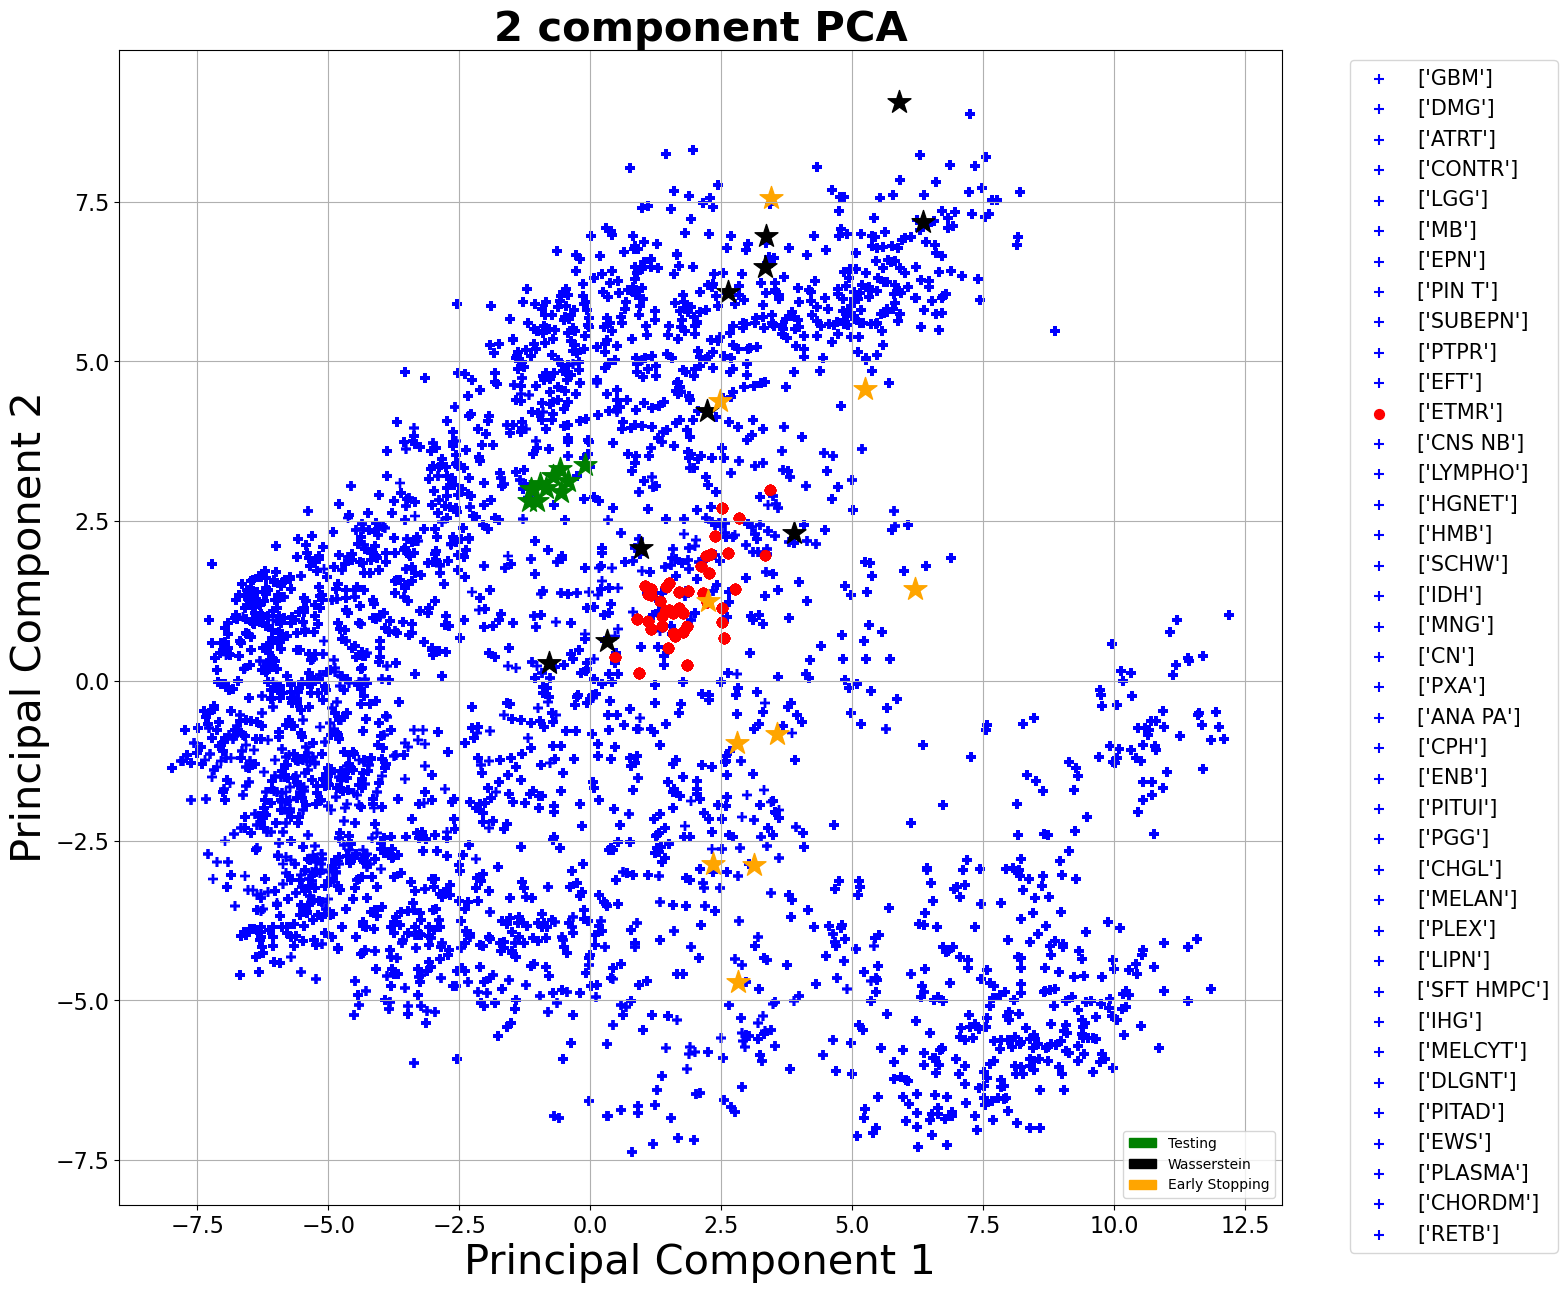 2 component PCA
Principal Component 2
7.5
5.0
2.5
0.0
−2.5
−5.0
−7.5
−7.5
−5.0
−2.5
0.0
2.5
5.0
7.5
10.0
12.5
Principal Component 1
Testing
Wasserstein
Early Stopping
['GBM']
['DMG']
['ATRT']
['CONTR']
['LGG']
['MB']
['EPN']
['PIN T']
['SUBEPN']
['PTPR']
['EFT']
['ETMR']
['CNS NB']
['LYMPHO']
['HGNET']
['HMB']
['SCHW']
['IDH']
['MNG']
['CN']
['PXA']
['ANA PA']
['CPH']
['ENB']
['PITUI']
['PGG']
['CHGL']
['MELAN']
['PLEX']
['LIPN']
['SFT HMPC']
['IHG']
['MELCYT']
['DLGNT']
['PITAD']
['EWS']
['PLASMA']
['CHORDM']
['RETB']